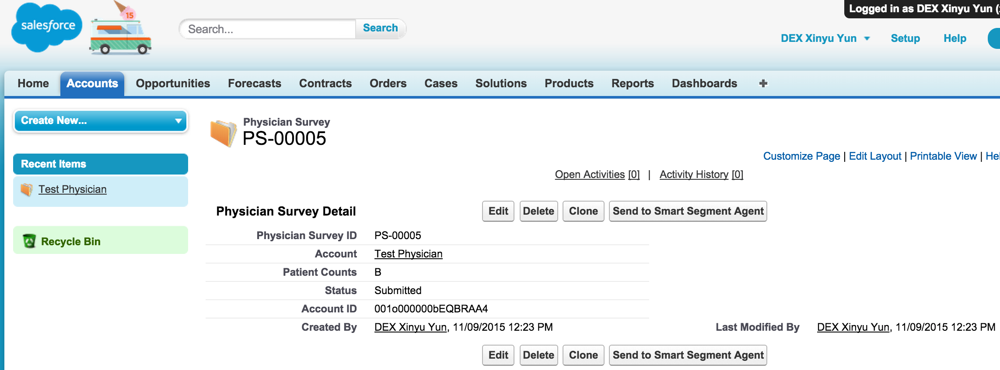 Logged in as DEX Xinyu Yun (
salesforce
15
Search...
Search
DEX Xinyu Yun
Setup
Help
Home
Accounts
Opportunities
Forecasts
Contracts
Orders
Cases
Solutions
Products
Reports
Dashboards
Create New...
Recent Items
Test Physician
Recycle Bin
Physician Survey
PS-00005
Customize Page | Edit Layout | Printable View |
Open Activities [0] | Activity History [0]
Physician Survey Detail
Edit
Delete
Clone
Send to Smart Segment Agent
Physician Survey ID PS-00005
Account Test Physician
Patient Counts B
Status Submitted
Account ID 001o000000bEQBRAA4
Created By DEX Xinyu Yun, 11/09/2015 12:23 PM
Last Modified By DEX Xinyu Yun, 11/09/2015 12:23 PM
Edit
Delete
Clone
Send to Smart Segment Agent